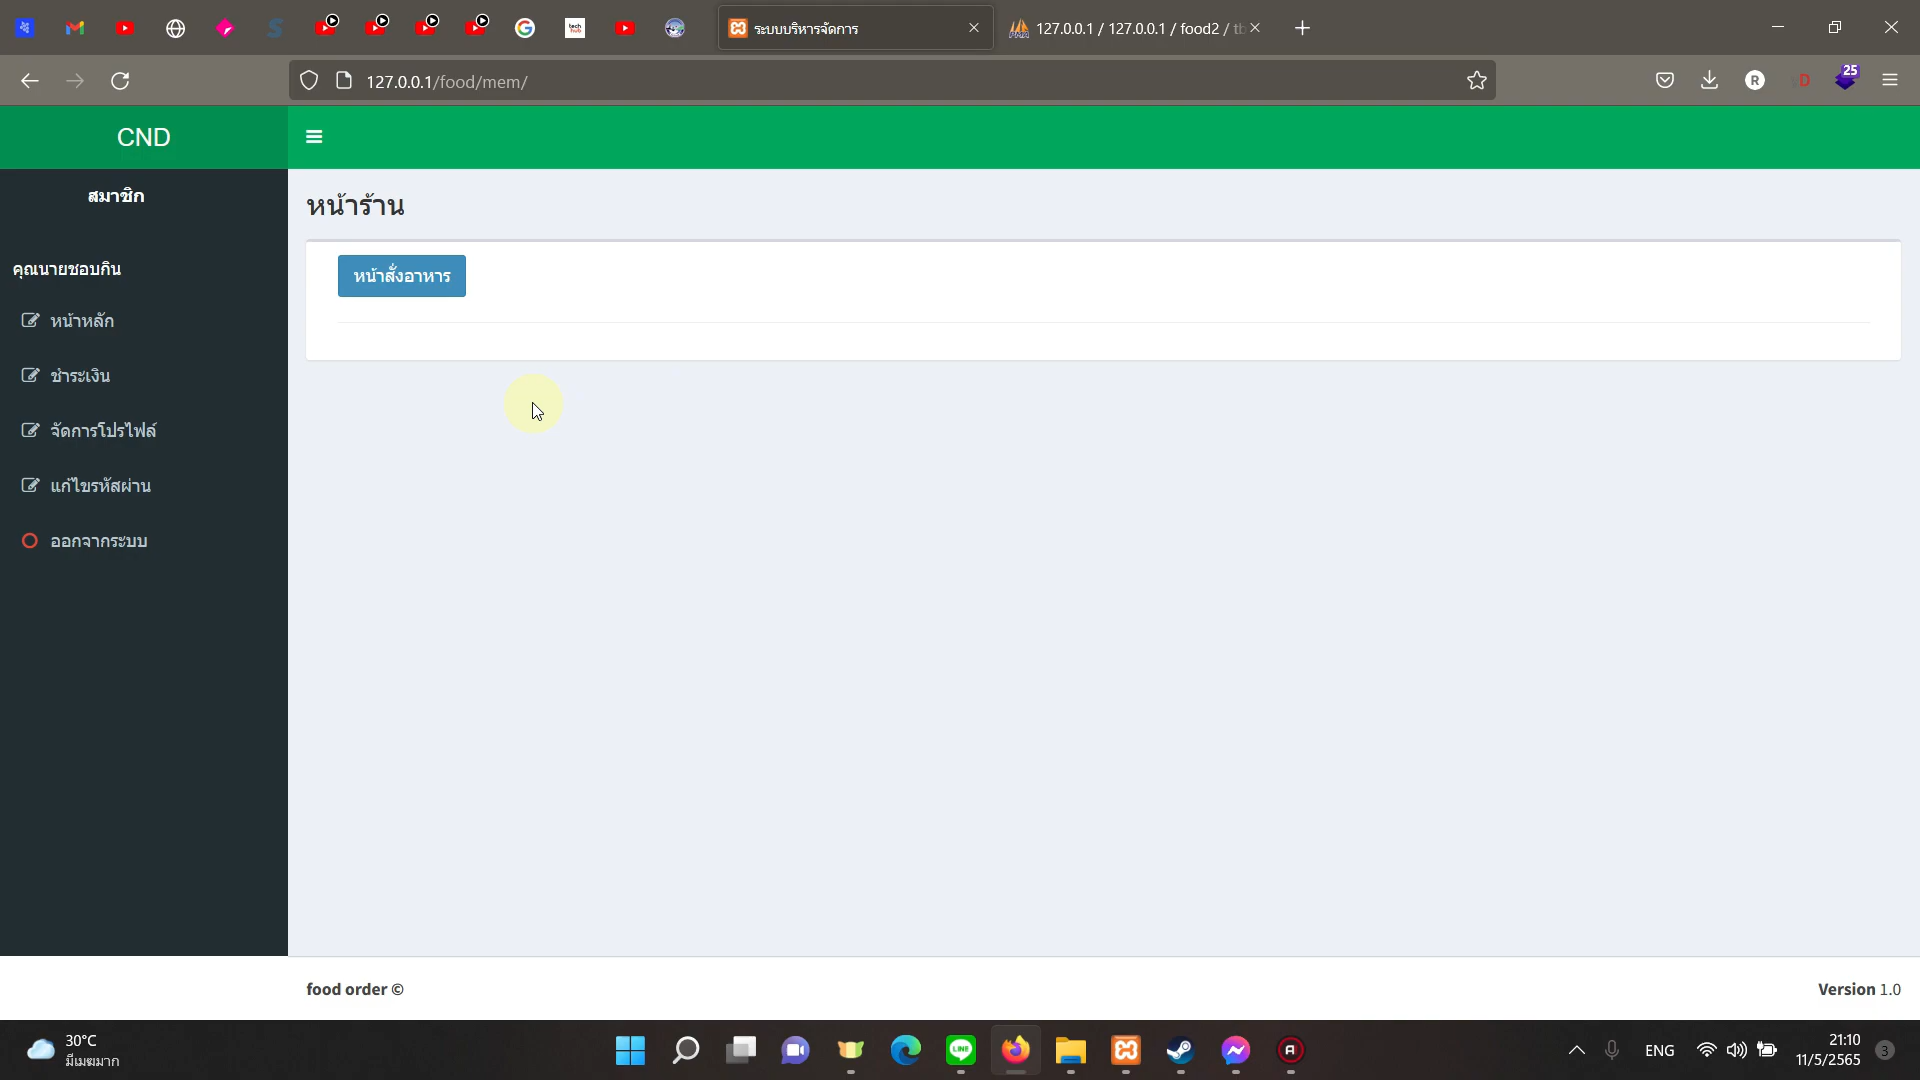 ระบบบริหารจัดการ
127.0.0.1 / 127.0.0.1 / food2 / tb
127.0.0.1/food/mem/
R
D
25
CND
สมาชิก
คุณนายชอบกิน
หน้าหลัก
ชำระเงิน
จัดการโปรไฟล์
แก้ไขรหัสผ่าน
ออกจากระบบ
หน้าร้าน
หน้าสั่งอาหาร
food order ©
Version 1.0
30°C
มีเมฆมาก
LINE
ENG
21:10
11/5/2565
3